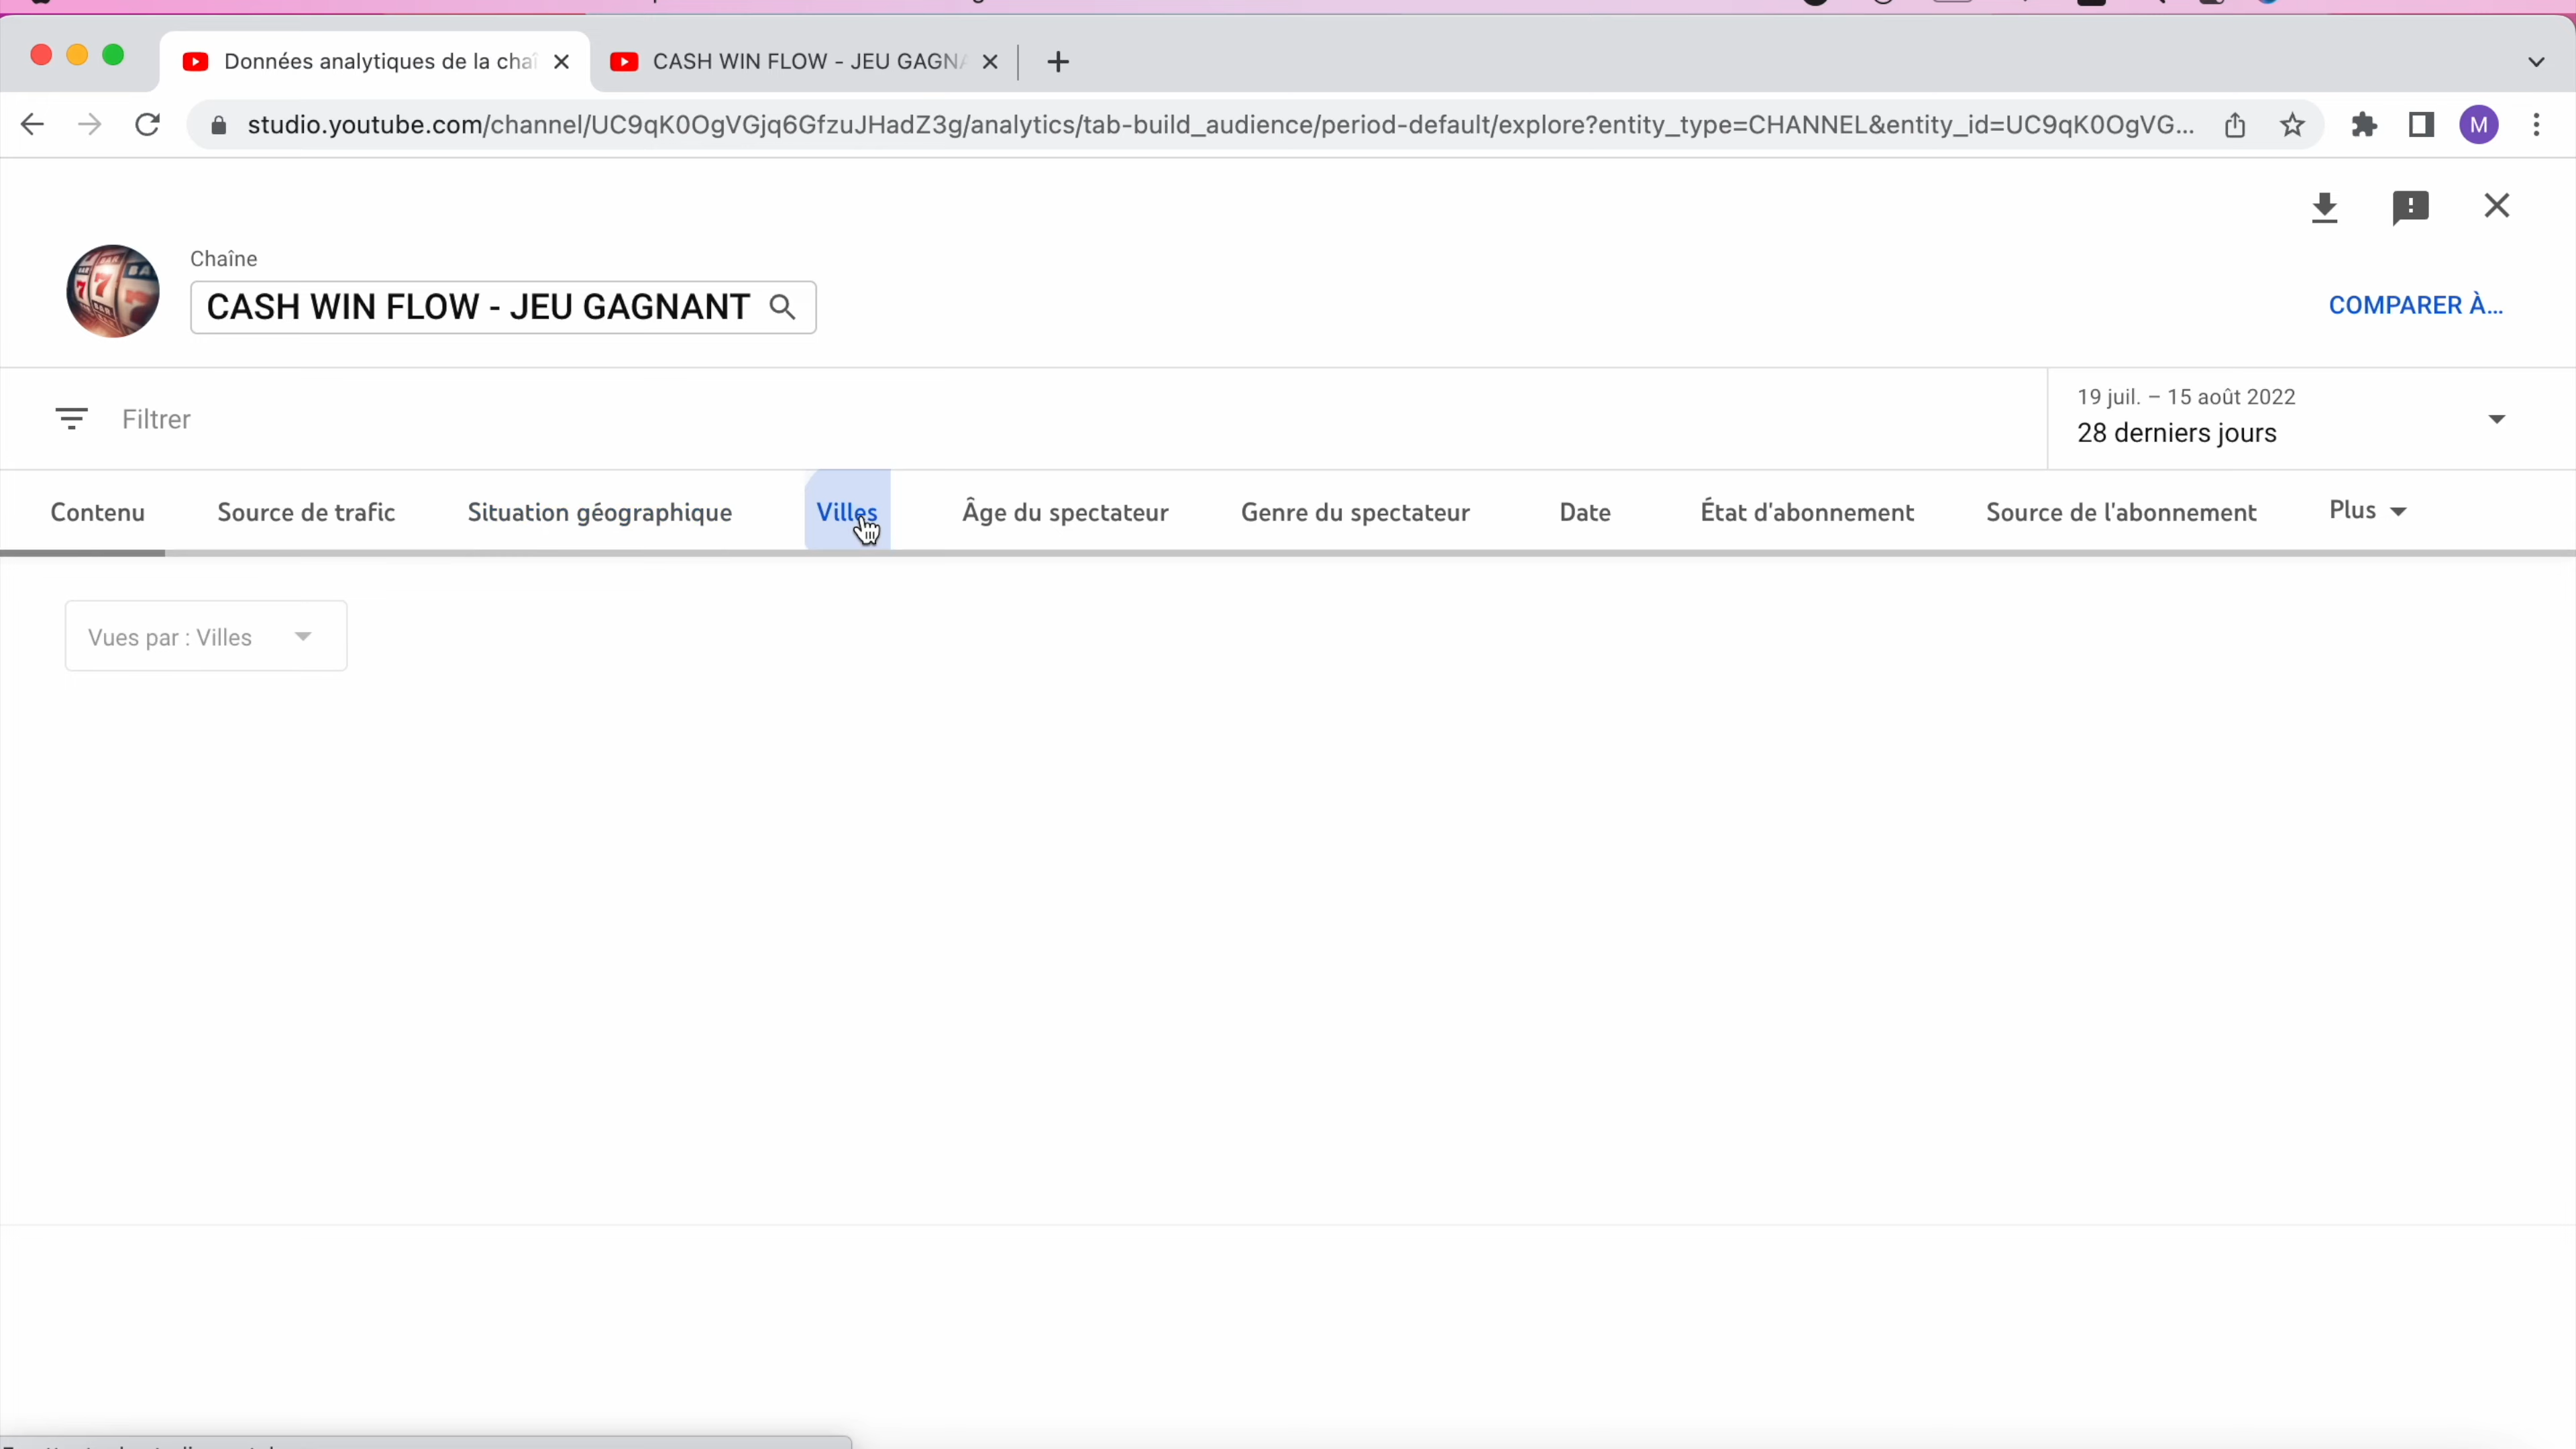 Données analytiques de la chaî
CASH WIN FLOW - JEU GAGNA
studio.youtube.com/channel/UC9qK0OgVGjq6GfzuJHadZ3g/analytics/tab-build_audience/period-default/explore?entity_type=CHANNEL&entity_id=UC9qK0OgVG...
M
Chaîne
CASH WIN FLOW - JEU GAGNANT
COMPARER À...
Filtrer
19 juil. – 15 août 2022
28 derniers jours
Contenu
Source de trafic
Situation géographique
Villes
Âge du spectateur
Genre du spectateur
Date
État d'abonnement
Source de l'abonnement
Plus
Vues par : Villes